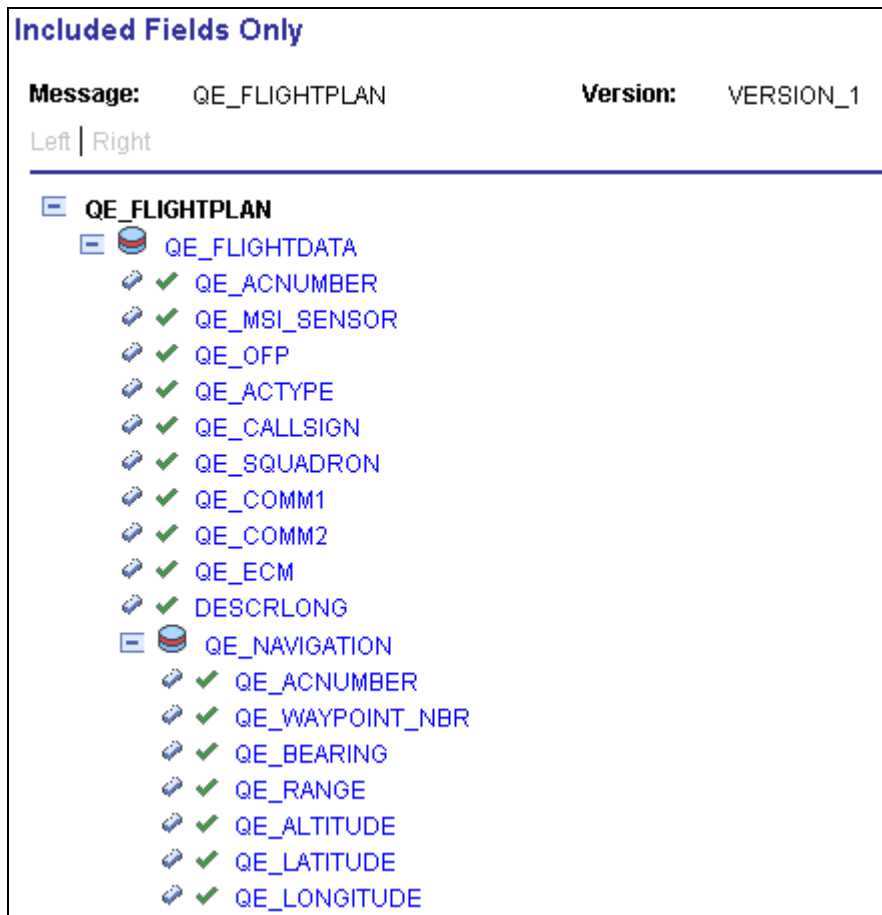 Included Fields Only
Message: QE_FLIGHTPLAN Version: VERSION_1
Left | Right
QE_FLIGHTPLAN
QE_FLIGHTDATA
QE_ACNUMBER
QE_MSI_SENSOR
QE_OFP
QE_ACTYPE
QE_CALLSIGN
QE_SQUADRON
QE_COMM1
QE_COMM2
QE_ECM
DESCRLONG
QE_NAVIGATION
QE_ACNUMBER
QE_WAYPOINT_NBR
QE_BEARING
QE_RANGE
QE_ALTITUDE
QE_LATITUDE
QE_LONGITUDE